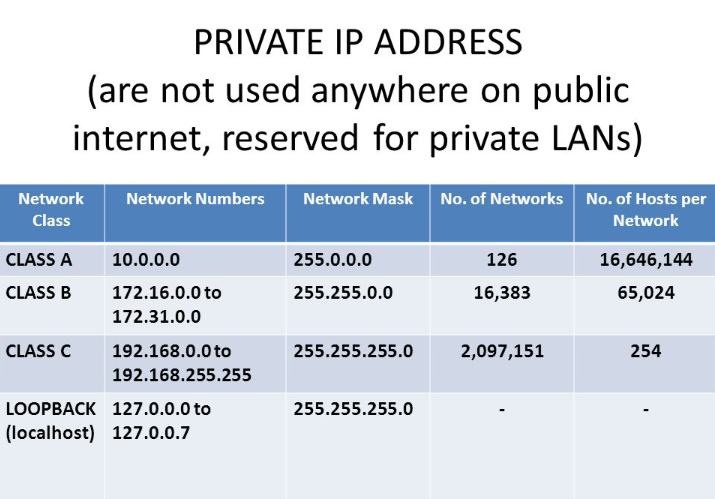 PRIVATE IP ADDRESS
(are not used anywhere on public
internet, reserved for private LANs)
Network Class Network Numbers Network Mask No. of Networks No. of Hosts per Network
CLASS A 10.0.0.0 255.0.0.0 126 16,646,144
CLASS B 172.16.0.0 to 172.31.0.0 255.255.0.0 16,383 65,024
CLASS C 192.168.0.0 to 192.168.255.255 255.255.255.0 2,097,151 254
LOOPBACK (localhost) 127.0.0.0 to 127.0.0.7 255.255.255.0 - -